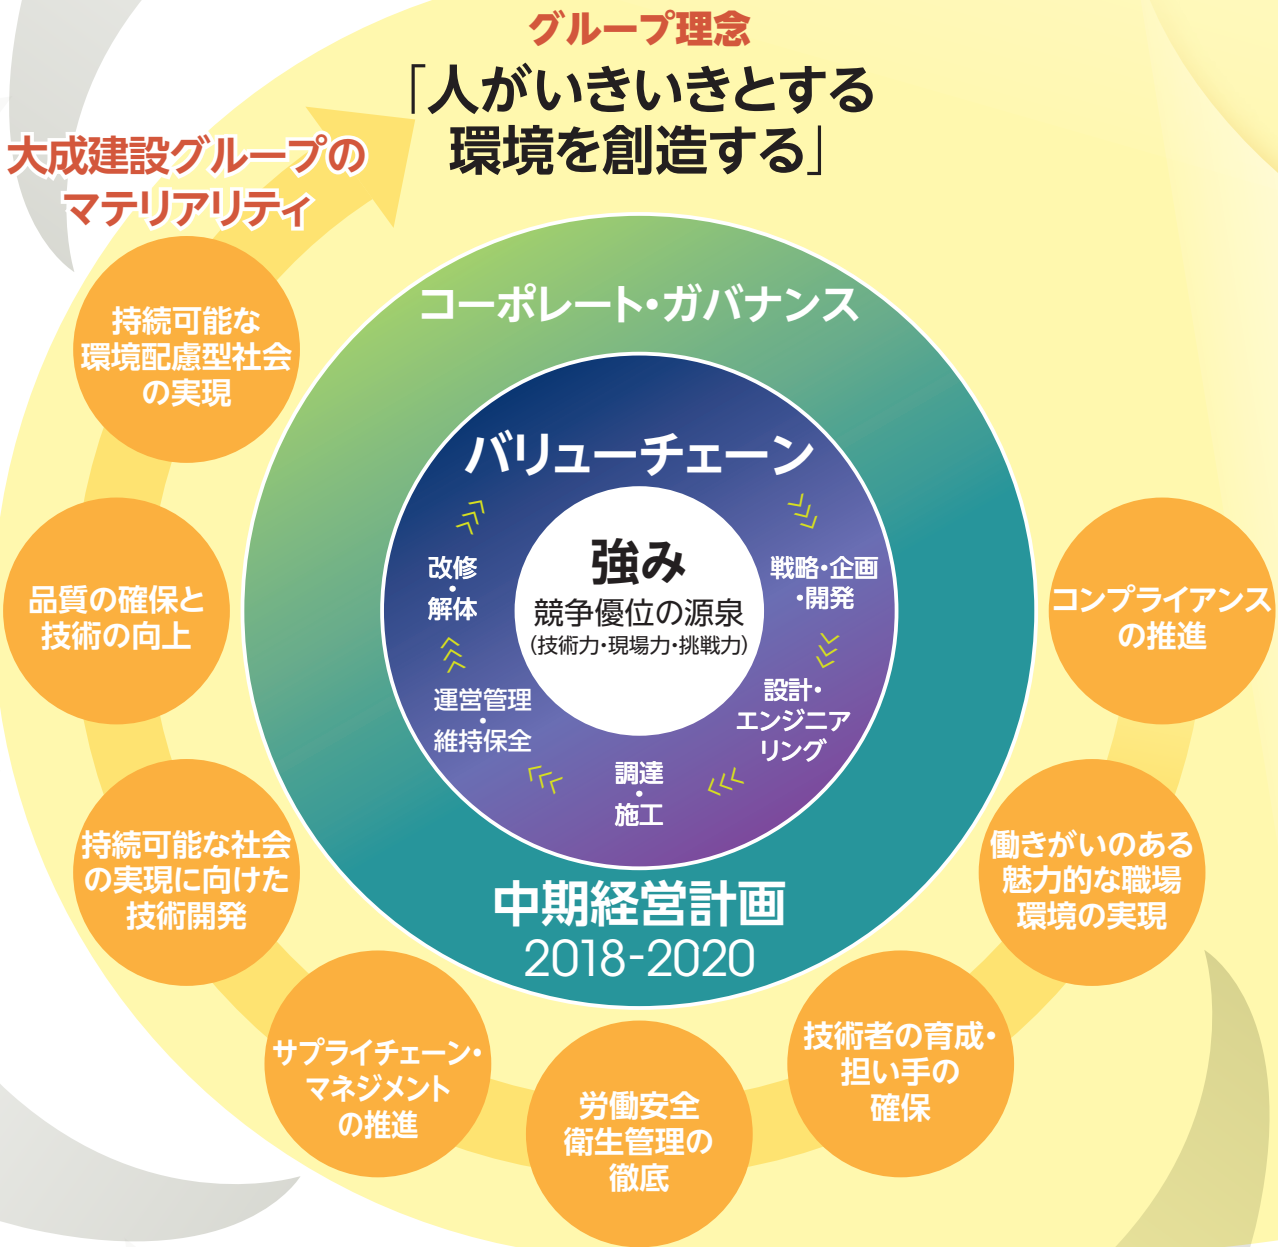 グループ理念
「人がいきいきとする
環境を創造する」
大成建設グループの
マテリアリティ
コーポレート・ガバナンス
バリューチェーン
強み
競争優位の源泉
(技術力・現場力・挑戦力)
戦略・企画
・開発
設計・
エンジニア
リング
調達
・
施工
運営管理
・
維持保全
改修
・
解体
中期経営計画
2018-2020
持続可能な
環境配慮型社会
の実現
品質の確保と
技術の向上
持続可能な社会
の実現に向けた
技術開発
サプライチェーン・
マネジメント
の推進
労働安全
衛生管理の
徹底
技術者の育成・
担い手の
確保
働きがいのある
魅力的な職場
環境の実現
コンプライアンス
の推進